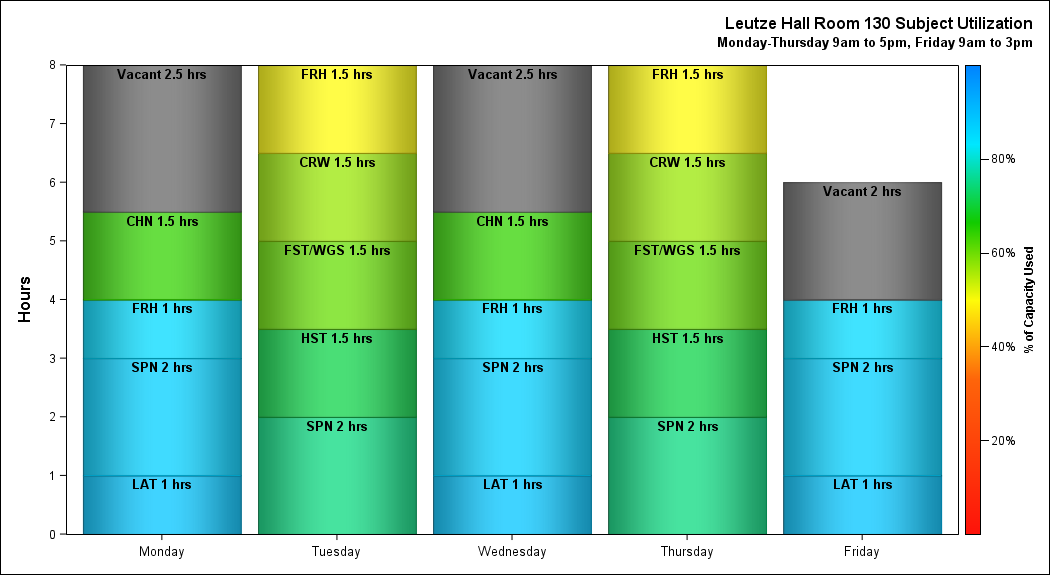 Leutze Hall Room 130 Subject Utilization
Monday-Thursday 9am to 5pm, Friday 9am to 3pm
Hours
8
7
6
5
4
3
2
1
0
Vacant 2.5 hrs
CHN 1.5 hrs
FRH 1 hrs
SPN 2 hrs
LAT 1 hrs
FRH 1.5 hrs
CRW 1.5 hrs
FST/WGS 1.5 hrs
HST 1.5 hrs
SPN 2 hrs
Vacant 2.5 hrs
CHN 1.5 hrs
FRH 1 hrs
SPN 2 hrs
LAT 1 hrs
FRH 1.5 hrs
CRW 1.5 hrs
FST/WGS 1.5 hrs
HST 1.5 hrs
SPN 2 hrs
Vacant 2 hrs
FRH 1 hrs
SPN 2 hrs
LAT 1 hrs
Monday Tuesday Wednesday Thursday Friday
80%
60%
40%
20%
% of Capacity Used